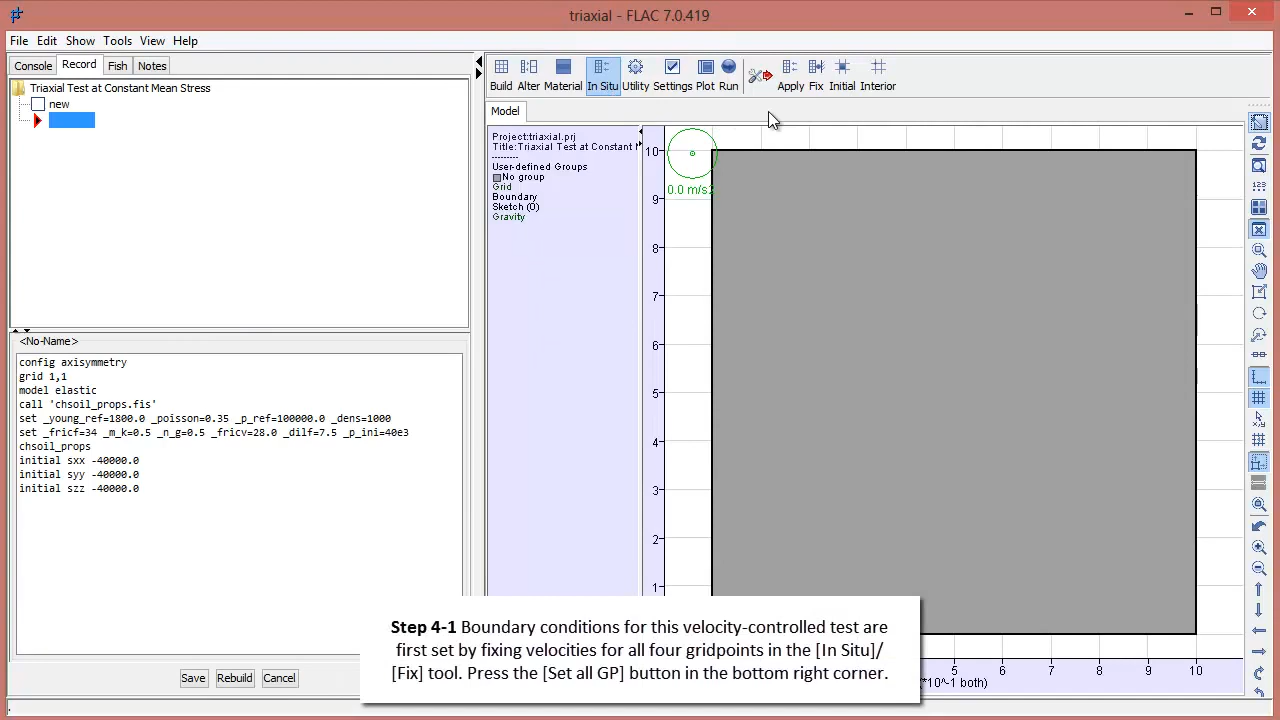 triaxial - FLAC 7.0.419
File Edit Show Tools View Help
Console Record Fish Notes
Triaxial Test at Constant Mean Stress
new
Build Alter Material In Situ Utility Settings Plot Run Apply Fix Initial Interior
Model
Project:triaxial.prj
Title:Triaxial Test at Constant M
----------
User-defined Groups
No group
Grid
Boundary
Sketch (0)
Gravity
0.0 m/s2
10
9
8
7
6
5
4
3
2
1
<No-Name>
config axisymmetry
grid 1,1
model elastic
call 'chsoil_props.fis'
set _young_ref=1800.0 _poisson=0.35 _p_ref=100000.0 _dens=1000
set _fricf=34 _m_k=0.5 _n_g=0.5 _fricv=28.0 _dilf=7.5 _p_ini=40e3
chsoil_props
initial sxx -40000.0
initial syy -40000.0
initial szz -40000.0
Save Rebuild Cancel
Step 4-1 Boundary conditions for this velocity-controlled test are
first set by fixing velocities for all four gridpoints in the [In Situ]/
[Fix] tool. Press the [Set all GP] button in the bottom right corner.
5 6 7 8 9 10
*10^-1 both)
123